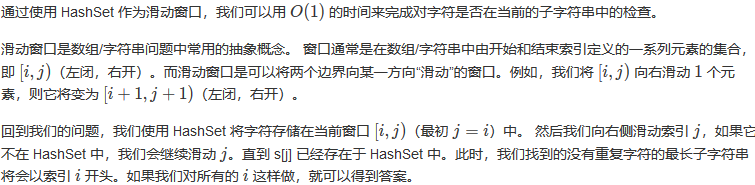 通过使用 HashSet 作为滑动窗口，我们可以用 O(1) 的时间来完成对字符是否在当前的子字符串中的检查。
滑动窗口是数组/字符串问题中常用的抽象概念。 窗口通常是在数组/字符串中由开始和结束索引定义的一系列元素的集合，
即 [i, j)（左闭，右开）。而滑动窗口是可以将两个边界向某一方向“滑动”的窗口。例如，我们将 [i, j) 向右滑动 1 个元
素，则它将变为 [i + 1, j + 1)（左闭，右开）。
回到我们的问题，我们使用 HashSet 将字符存储在当前窗口 [i, j)（最初 j = i）中。 然后我们向右侧滑动索引 j，如果它
不在 HashSet 中，我们会继续滑动 j。直到 s[j] 已经存在于 HashSet 中。此时，我们找到的没有重复字符的最长子字符串
将会以索引 i 开头。如果我们对所有的 i 这样做，就可以得到答案。